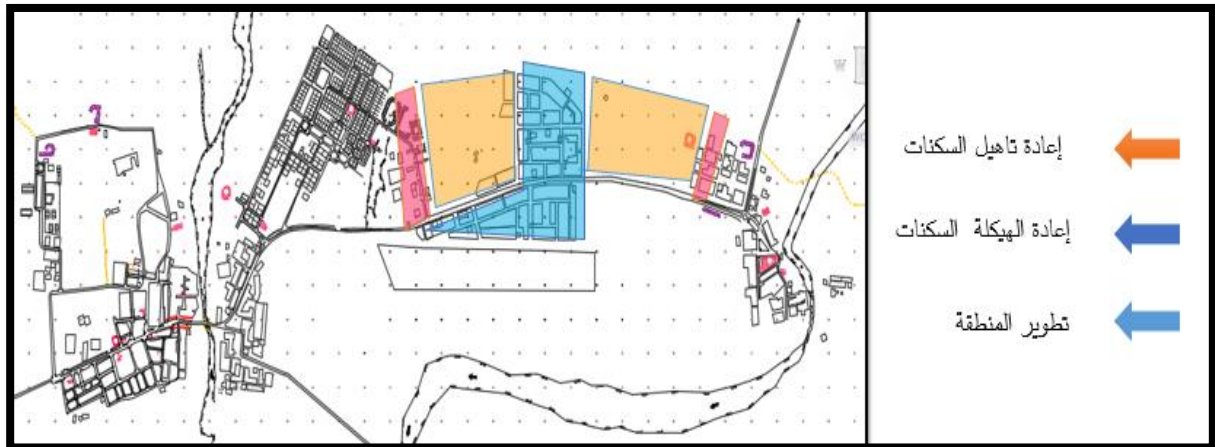 إعادة تاهيل السكنات
إعادة الهيكلة السكنات
تطوير المنطقة
W